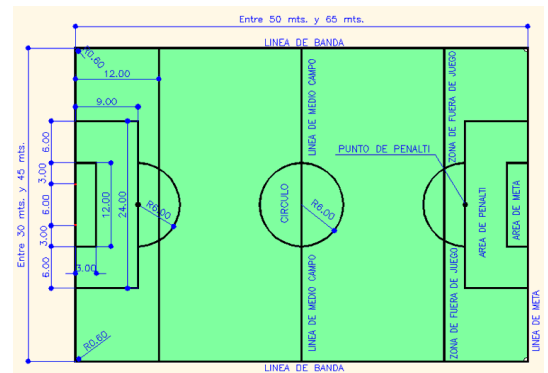 Entre 50 mts. y 65 mts.
LINEA DE BANDA
R0.60
12.00
9.00
Entre 30 mts. y 45 mts.
6.00
3.00
6.00
3.00
6.00
12.00
24.00
3.00
R6.00
R0.60
LINEA DE MEDIO CAMPO
CIRCULO
R6.00
LINEA DE MEDIO CAMPO
ZONA DE FUERA DE JUEGO
PUNTO DE PENALTI
AREA DE PENALTI
AREA DE META
ZONA DE FUERA DE JUEGO
LINEA DE META
LINEA DE BANDA